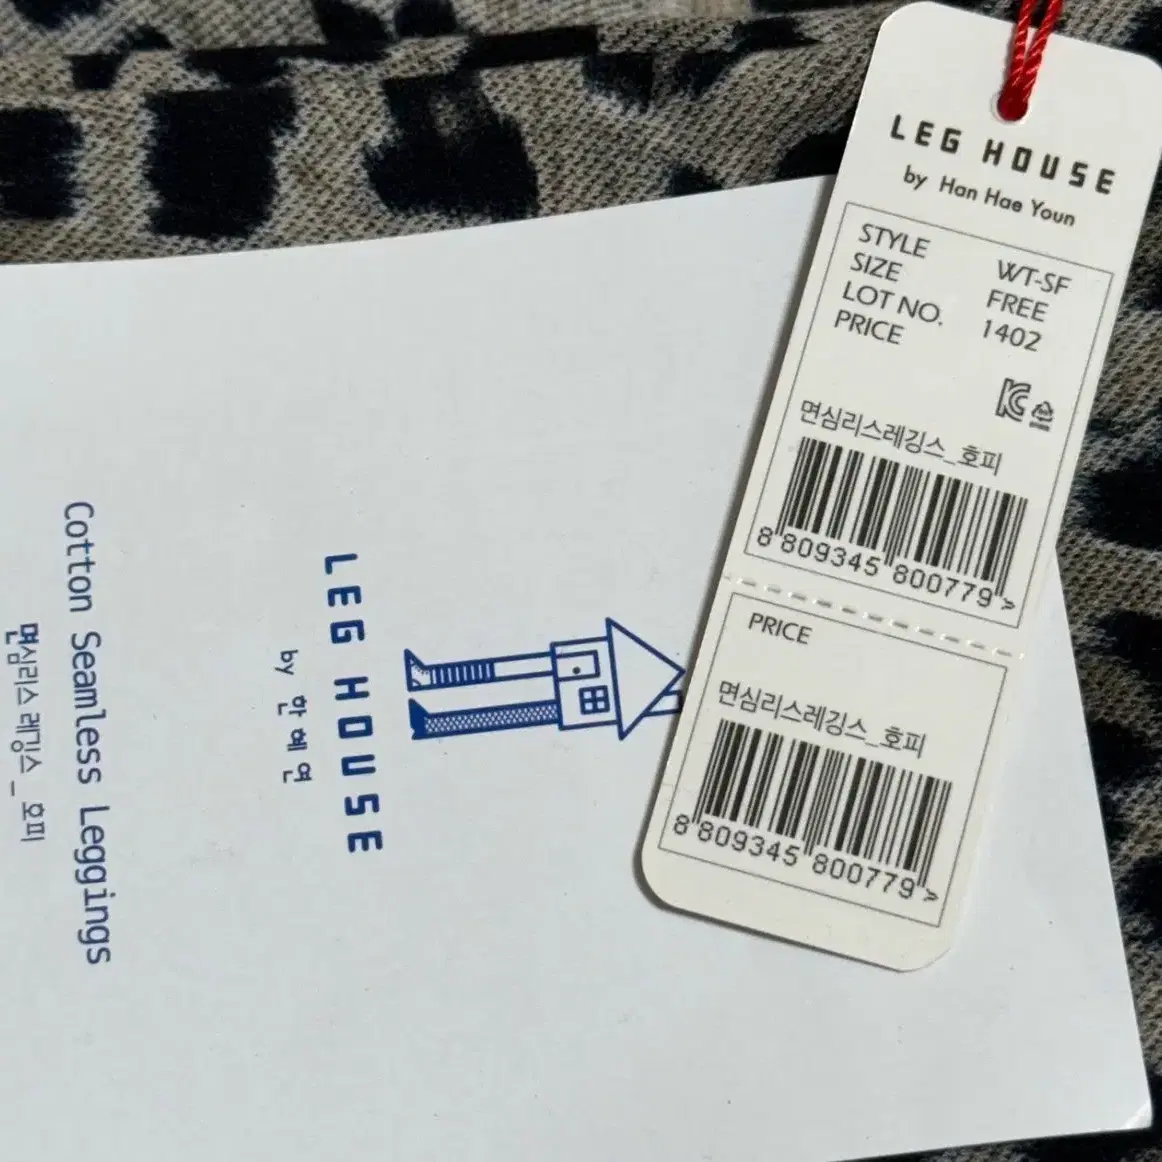 LEG HOUSE
by Han Hae Youn
STYLE WT-SF
SIZE FREE
LOT NO. 1402
PRICE
면심리스레깅스_호피
8 809345 800779 >
PRICE
면심리스레깅스_호피
8 809345 800779 >
LEG HOUSE
by 한혜연
Cotton Seamless Leggings
면심리스 레깅스_호피